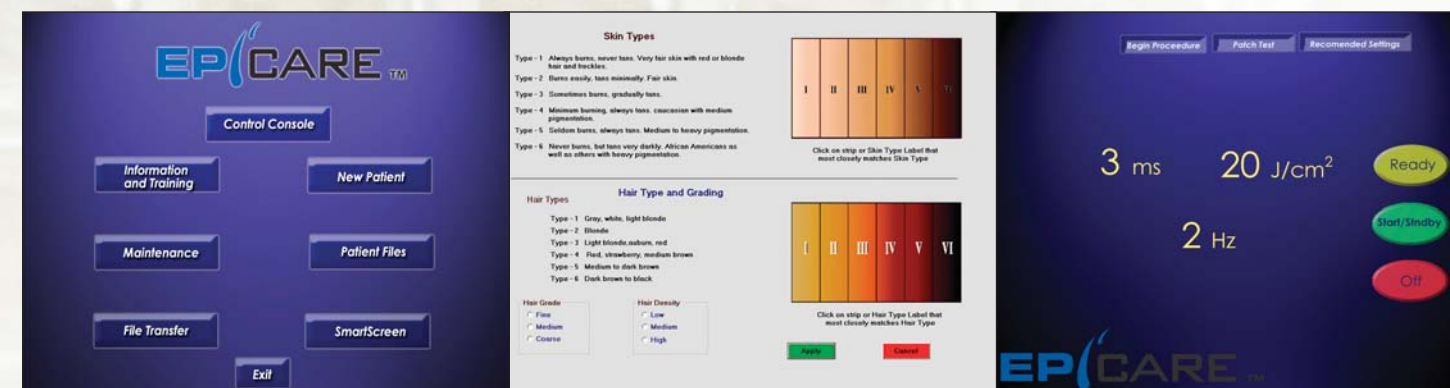 EPICARE TM
Control Console
Information
and Training
New Patient
Maintenance
Patient Files
File Transfer
SmartScreen
Exit
Skin Types
Type - 1 Always burns, never tans. Very fair skin with red or blonde
hair and freckles.
Type - 2 Burns easily, tans minimally. Fair skin.
Type - 3 Sometimes burns, gradually tans.
Type - 4 Minimum burning, always tans. caucasian with medium
pigmentation.
Type - 5 Seldom burns, always tans. Medium to heavy pigmentation.
Type - 6 Never burns, but tans very darkly. African Americans as
well as others with heavy pigmentation.
I II III IV V VI
Click on strip or Skin Type Label that
most closely matches Skin Type
Hair Type and Grading
Hair Types
Type - 1 Gray, white, light blonde
Type - 2 Blonde
Type - 3 Light blonde,auburn, red
Type - 4 Red, strawberry, medium brown
Type - 5 Medium to dark brown
Type - 6 Dark brown to black
Hair Grade
Fine
Medium
Coarse
Hair Density
Low
Medium
High
I II III IV V VI
Click on strip or Hair Type Label that
most closely matches Hair Type
Apply
Cancel
Begin Proceedure
Patch Test
Recomended Settings
3 ms 20 J/cm²
2 Hz
Ready
Start/Stndby
Off
EPICARE TM